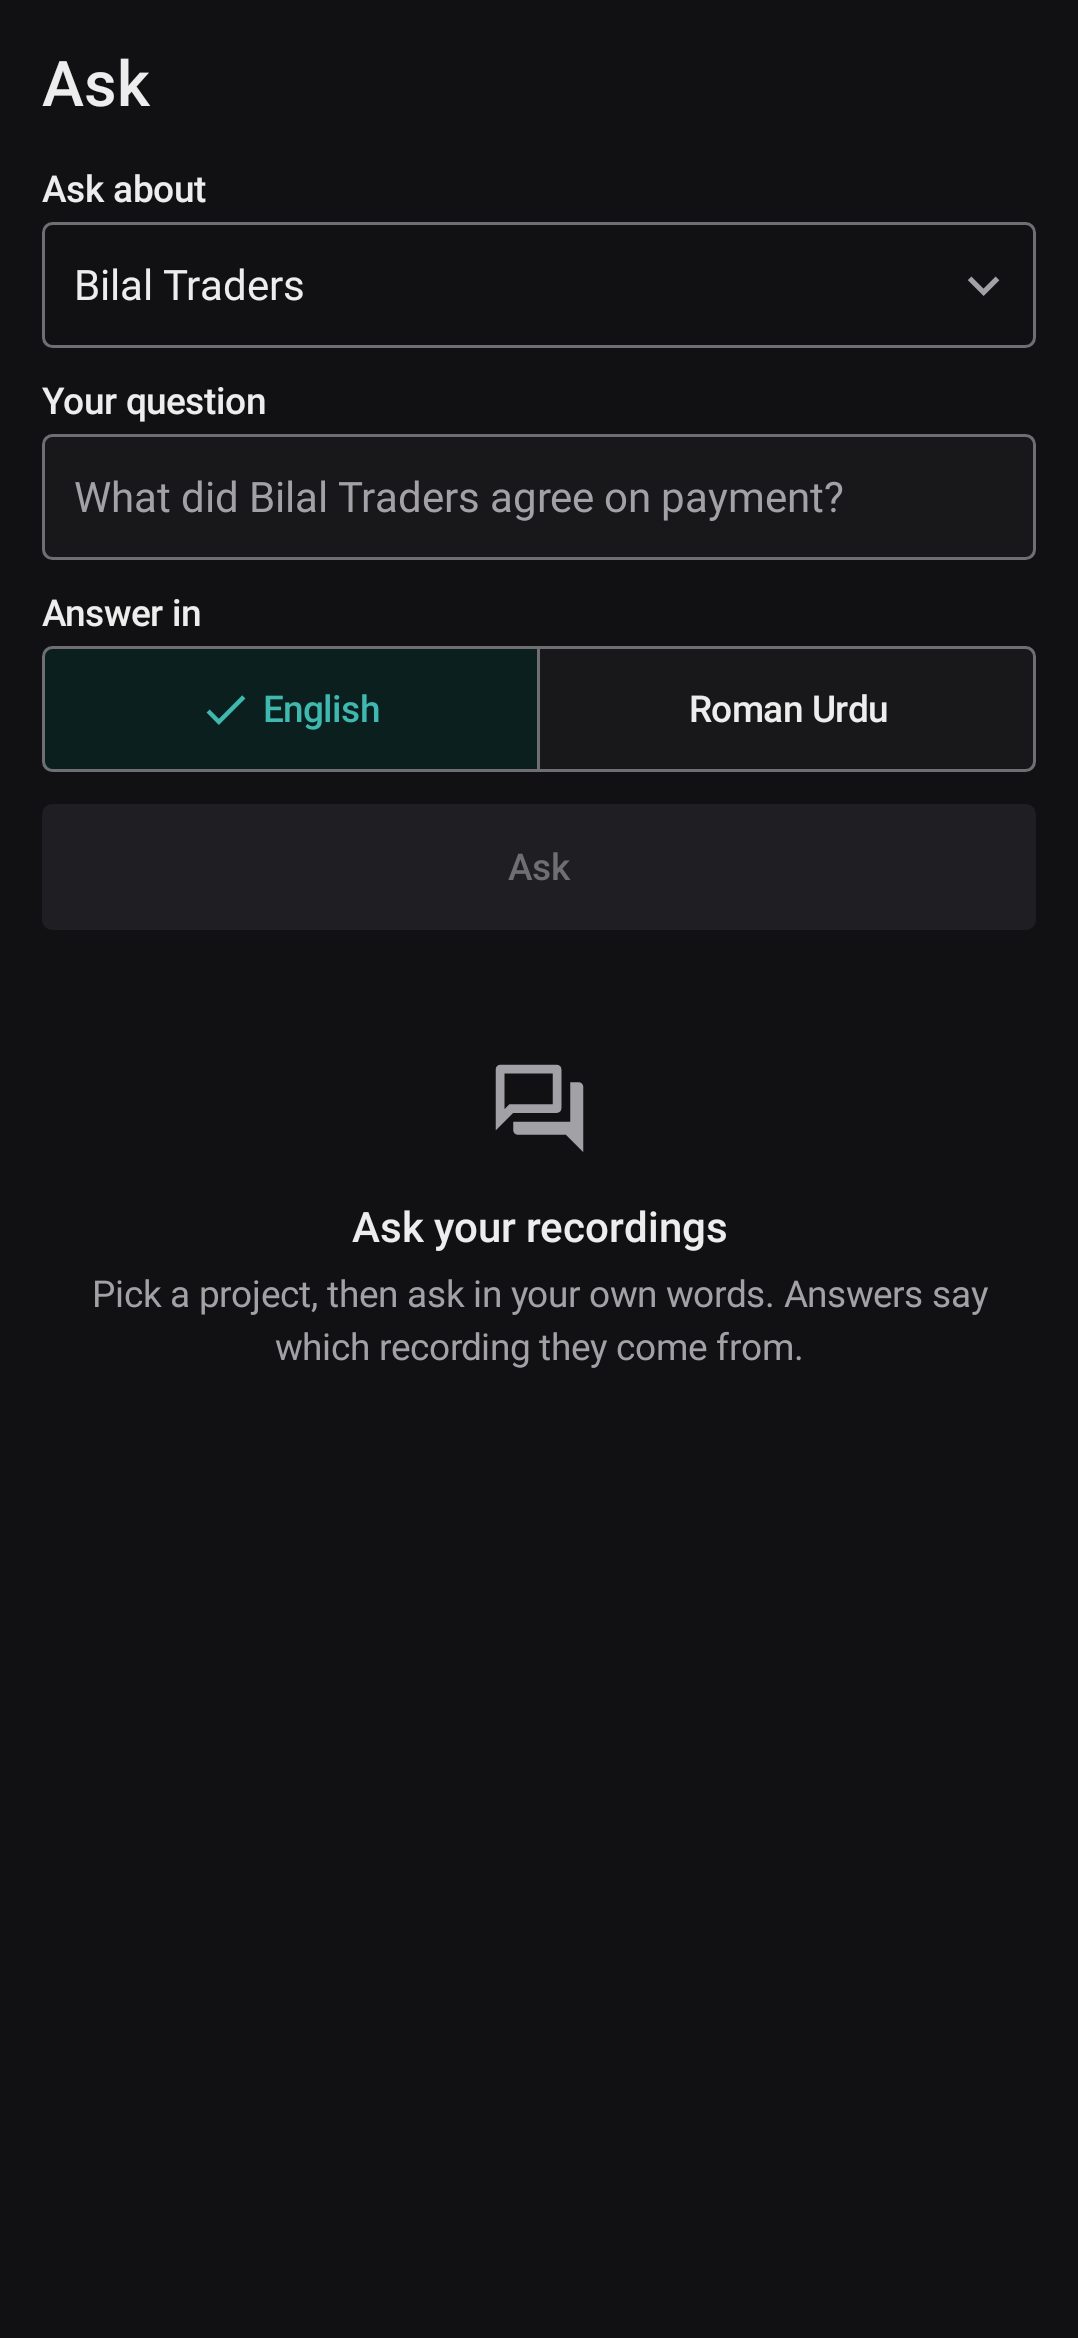 Ask
Ask about
Bilal Traders
Your question
What did Bilal Traders agree on payment?
Answer in
English
Roman Urdu
Ask
Ask your recordings
Pick a project, then ask in your own words. Answers say
which recording they come from.